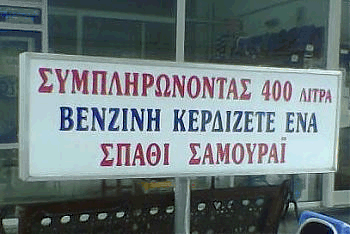 ΣΥΜΠΛΗΡΩΝΟΝΤΑΣ 400 ΛΙΤΡΑ
ΒΕΝΖΙΝΗ ΚΕΡΔΙΖΕΤΕ ΕΝΑ
ΣΠΑΘΙ ΣΑΜΟΥΡΑΪ